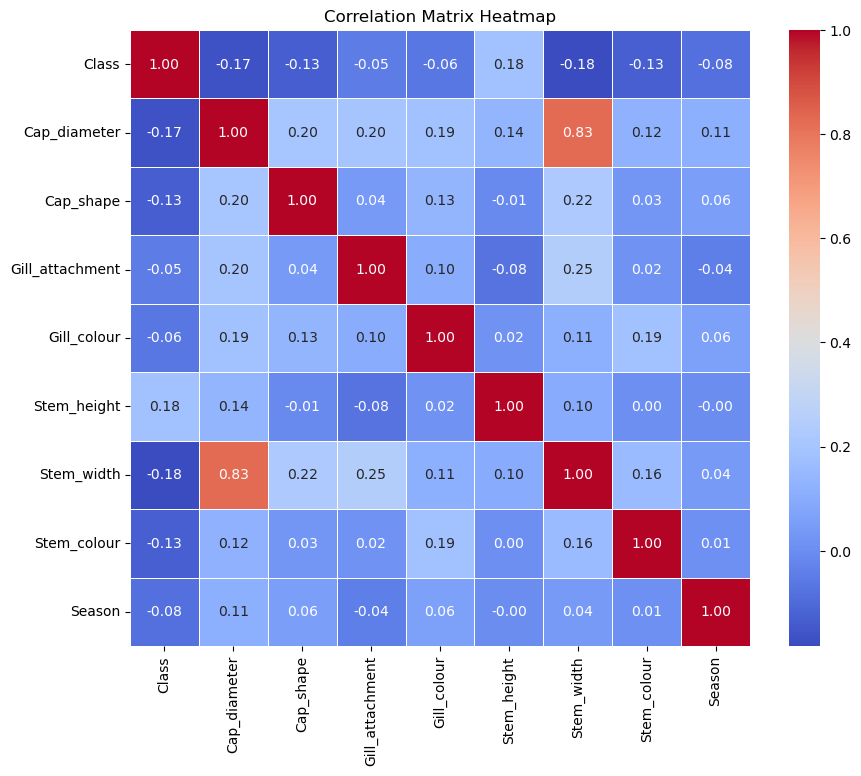 Correlation Matrix Heatmap
Class 1.00 -0.17 -0.13 -0.05 -0.06 0.18 -0.18 -0.13 -0.08
Cap_diameter -0.17 1.00 0.20 0.20 0.19 0.14 0.83 0.12 0.11
Cap_shape -0.13 0.20 1.00 0.04 0.13 -0.01 0.22 0.03 0.06
Gill_attachment -0.05 0.20 0.04 1.00 0.10 -0.08 0.25 0.02 -0.04
Gill_colour -0.06 0.19 0.13 0.10 1.00 0.02 0.11 0.19 0.06
Stem_height 0.18 0.14 -0.01 -0.08 0.02 1.00 0.10 0.00 -0.00
Stem_width -0.18 0.83 0.22 0.25 0.11 0.10 1.00 0.16 0.04
Stem_colour -0.13 0.12 0.03 0.02 0.19 0.00 0.16 1.00 0.01
Season -0.08 0.11 0.06 -0.04 0.06 -0.00 0.04 0.01 1.00
Class Cap_diameter Cap_shape Gill_attachment Gill_colour Stem_height Stem_width Stem_colour Season
1.0
0.8
0.6
0.4
0.2
0.0